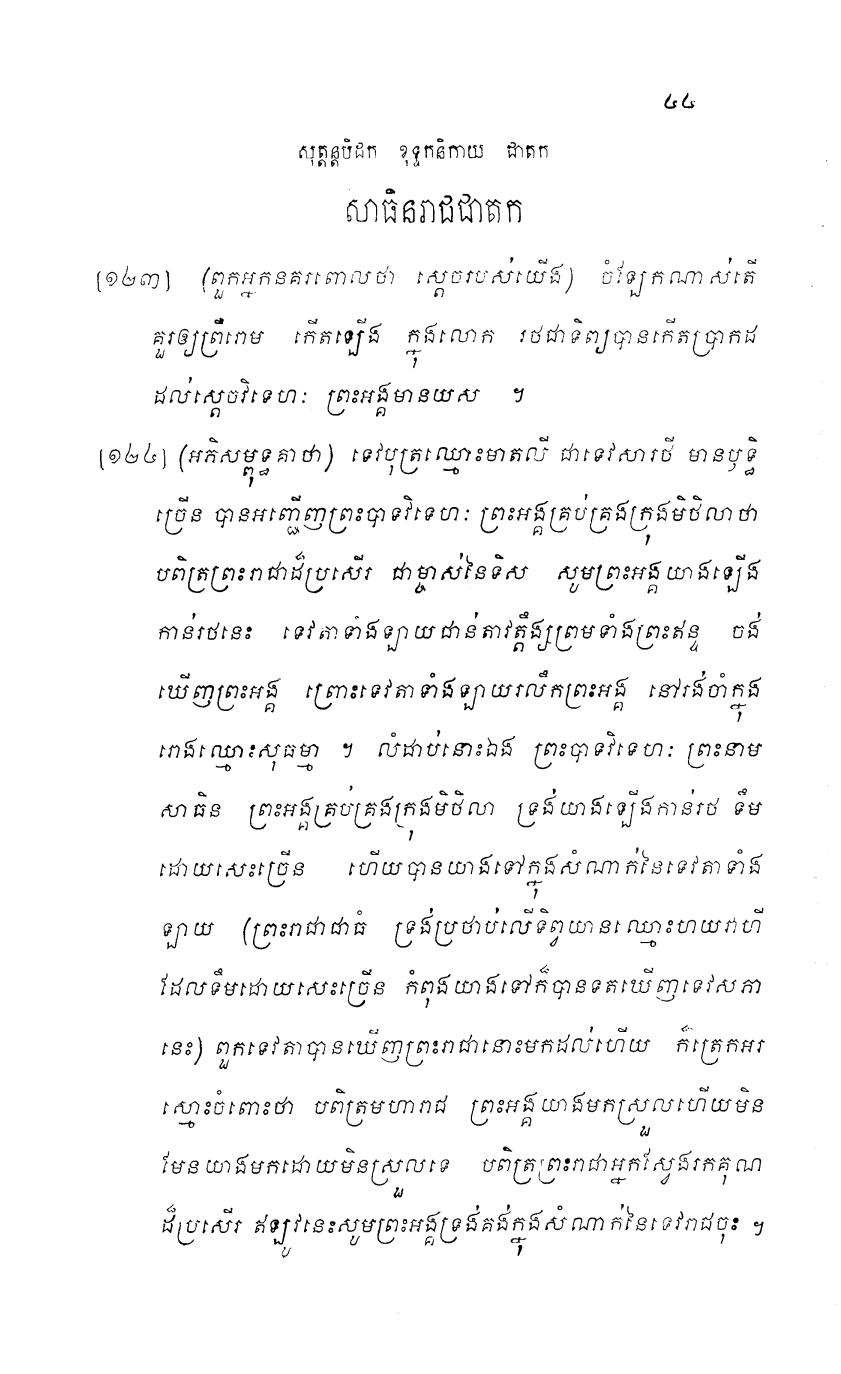 ៤៤
សុត្តន្តបិដក ខុទ្ទកនិកាយ ជាតក
សាធិនរាជជាតក
[១២៣] (ពួកអ្នកនគរពោលថា ស្តេចរបស់យើង) ចំឡែកណាស់តើ
គួរឲ្យព្រឺរោម កើតឡើង ក្នុងលោក រថជាទិព្យបានកើតប្រាកដ
ដល់ស្តេចវិទេហៈ ព្រះអង្គមានយស ។
[១២៤] (អភិសម្ពុទ្ធគាថា) ទេវបុត្រឈ្មោះមាតលី ជាទេវសារថី មានឫទ្ធិ
ច្រើន បានអញ្ជើញព្រះបាទវិទេហៈ ព្រះអង្គគ្រប់គ្រងក្រុងមិថិលាថា
បពិត្រព្រះរាជាដ៏ប្រសើរ ជាម្ចាស់នៃទិស សូមព្រះអង្គយាងឡើង
កាន់រថនេះ ទេវតាទាំងឡាយជាន់តាវត្តឹង្សព្រមទាំងព្រះឥន្ទ ចង់
ឃើញព្រះអង្គ ព្រោះទេវតាទាំងឡាយរលឹកព្រះអង្គ នៅរង់ចាំក្នុង
រោងឈ្មោះសុធម្មា ។ លំដាប់នោះឯង ព្រះបាទវិទេហៈ ព្រះនាម
សាធិន ព្រះអង្គគ្រប់គ្រងក្រុងមិថិលា ទ្រង់យាងឡើងកាន់រថ ទឹម
ដោយសេះច្រើន ហើយបានយាងទៅក្នុងសំណាក់នៃទេវតាទាំង
ឡាយ (ព្រះរាជាជាធំ ទ្រង់ប្រថាប់លើទិព្វយានឈ្មោះហយវាហី
ដែលទឹមដោយសេះច្រើន កំពុងយាងទៅក៏បានទតឃើញទេវសភា
នេះ) ពួកទេវតាបានឃើញព្រះរាជានោះមកដល់ហើយ ក៏ត្រេកអរ
ស្មោះចំពោះថា បពិត្រមហារាជ ព្រះអង្គយាងមកស្រួលហើយមិន
មែនយាងមកដោយមិនស្រួលទេ បពិត្រព្រះរាជាអ្នកស្វែងរកគុណ
ដ៏ប្រសើរ ឥឡូវនេះសូមព្រះអង្គទ្រង់គង់ក្នុងសំណាក់នៃទេវរាជចុះ ។